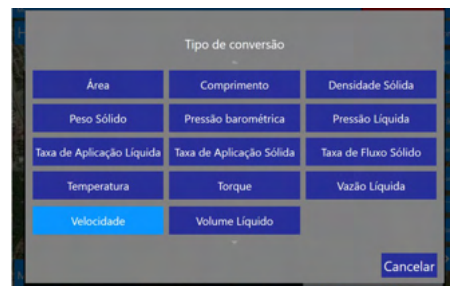 Tipo de conversão
Área Comprimento Densidade Sólida
Peso Sólido Pressão barométrica Pressão Líquida
Taxa de Aplicação Líquida Taxa de Aplicação Sólida Taxa de Fluxo Sólido
Temperatura Torque Vazão Líquida
Velocidade Volume Líquido
Cancelar